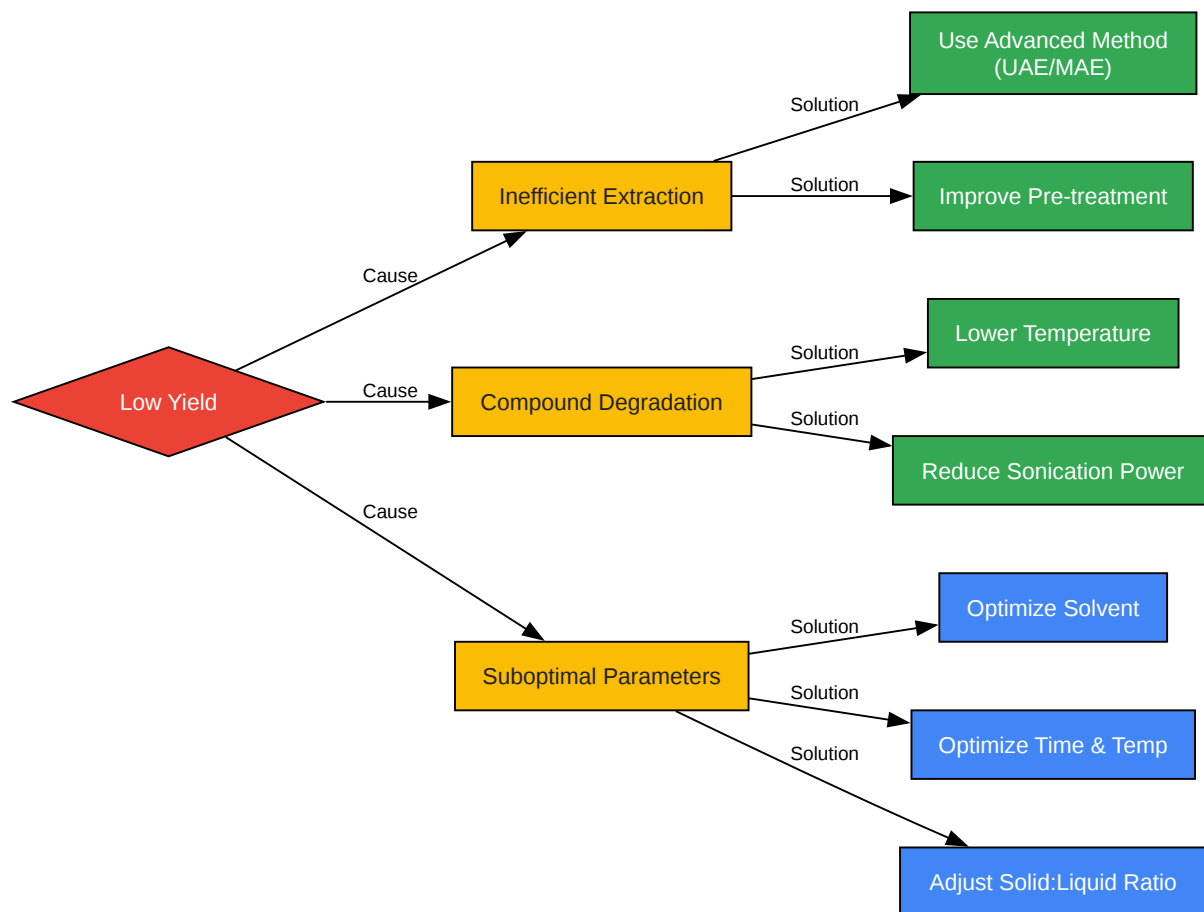 Use Advanced Method
(UAE/MAE)
Solution
Inefficient Extraction
Solution
Improve Pre-treatment
Cause
Lower Temperature
Solution
Low Yield
Cause
Compound Degradation
Solution
Reduce Sonication Power
Cause
Optimize Solvent
Solution
Suboptimal Parameters
Solution
Optimize Time & Temp
Solution
Adjust Solid:Liquid Ratio